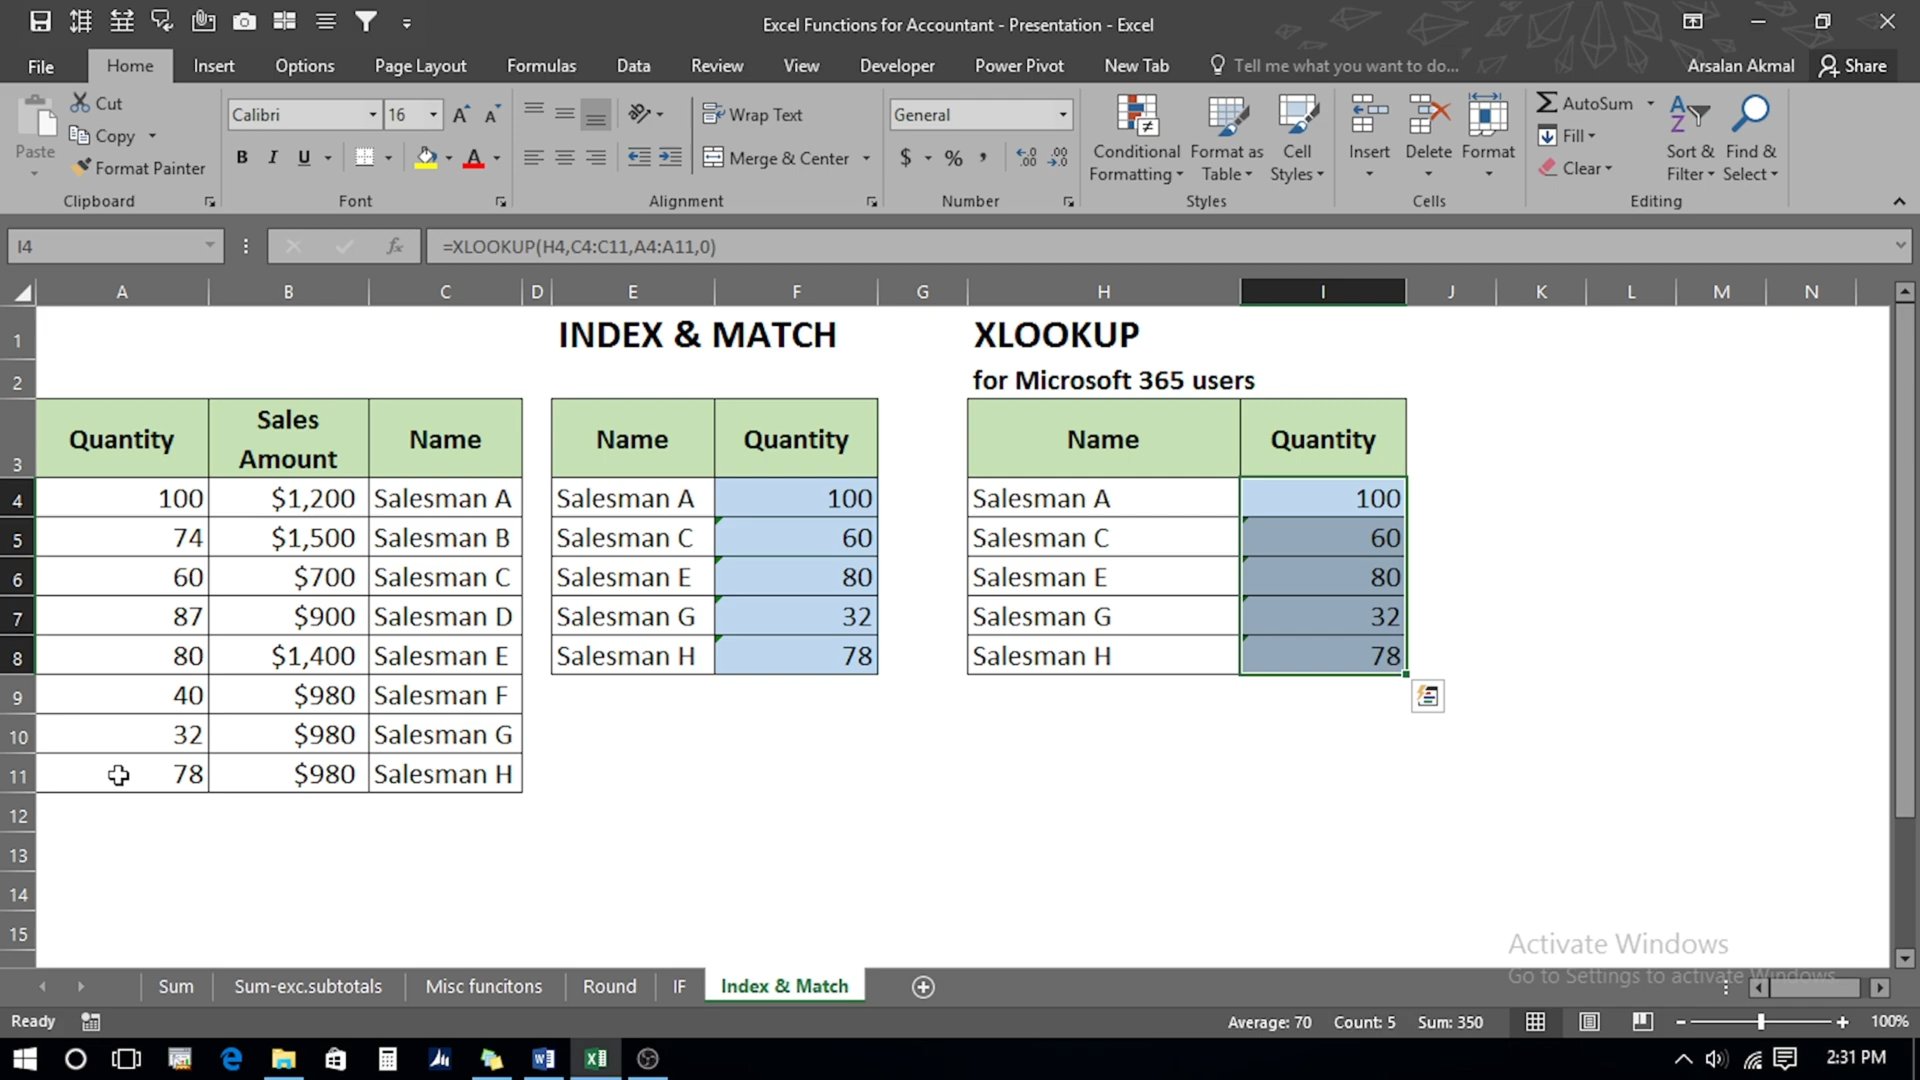 Excel Functions for Accountant - Presentation - Excel
File Home Insert Options Page Layout Formulas Data Review View Developer Power Pivot New Tab Tell me what you want to do... Arsalan Akmal Share
Paste
Cut
Copy
Format Painter
Clipboard
Calibri 16
B I U
Font
Wrap Text
Merge & Center
Alignment
General
$ % ,
Number
Conditional Formatting
Format as Table
Cell Styles
Styles
Insert
Delete
Format
Cells
AutoSum
Fill
Clear
Sort & Filter
Find & Select
Editing
I4 fx =XLOOKUP(H4,C4:C11,A4:A11,0)
A B C D E F G H I J K L M N
1 INDEX & MATCH XLOOKUP
2 for Microsoft 365 users
3 Quantity Sales Amount Name Name Quantity Name Quantity
4 100 $1,200 Salesman A Salesman A 100 Salesman A 100
5 74 $1,500 Salesman B Salesman C 60 Salesman C 60
6 60 $700 Salesman C Salesman E 80 Salesman E 80
7 87 $900 Salesman D Salesman G 32 Salesman G 32
8 80 $1,400 Salesman E Salesman H 78 Salesman H 78
9 40 $980 Salesman F
10 32 $980 Salesman G
11 78 $980 Salesman H
12
13
14
15
Activate Windows
Go to Settings to activate Windows.
Sum Sum-exc.subtotals Misc funcitons Round IF Index & Match
Ready Average: 70 Count: 5 Sum: 350 100%
2:31 PM